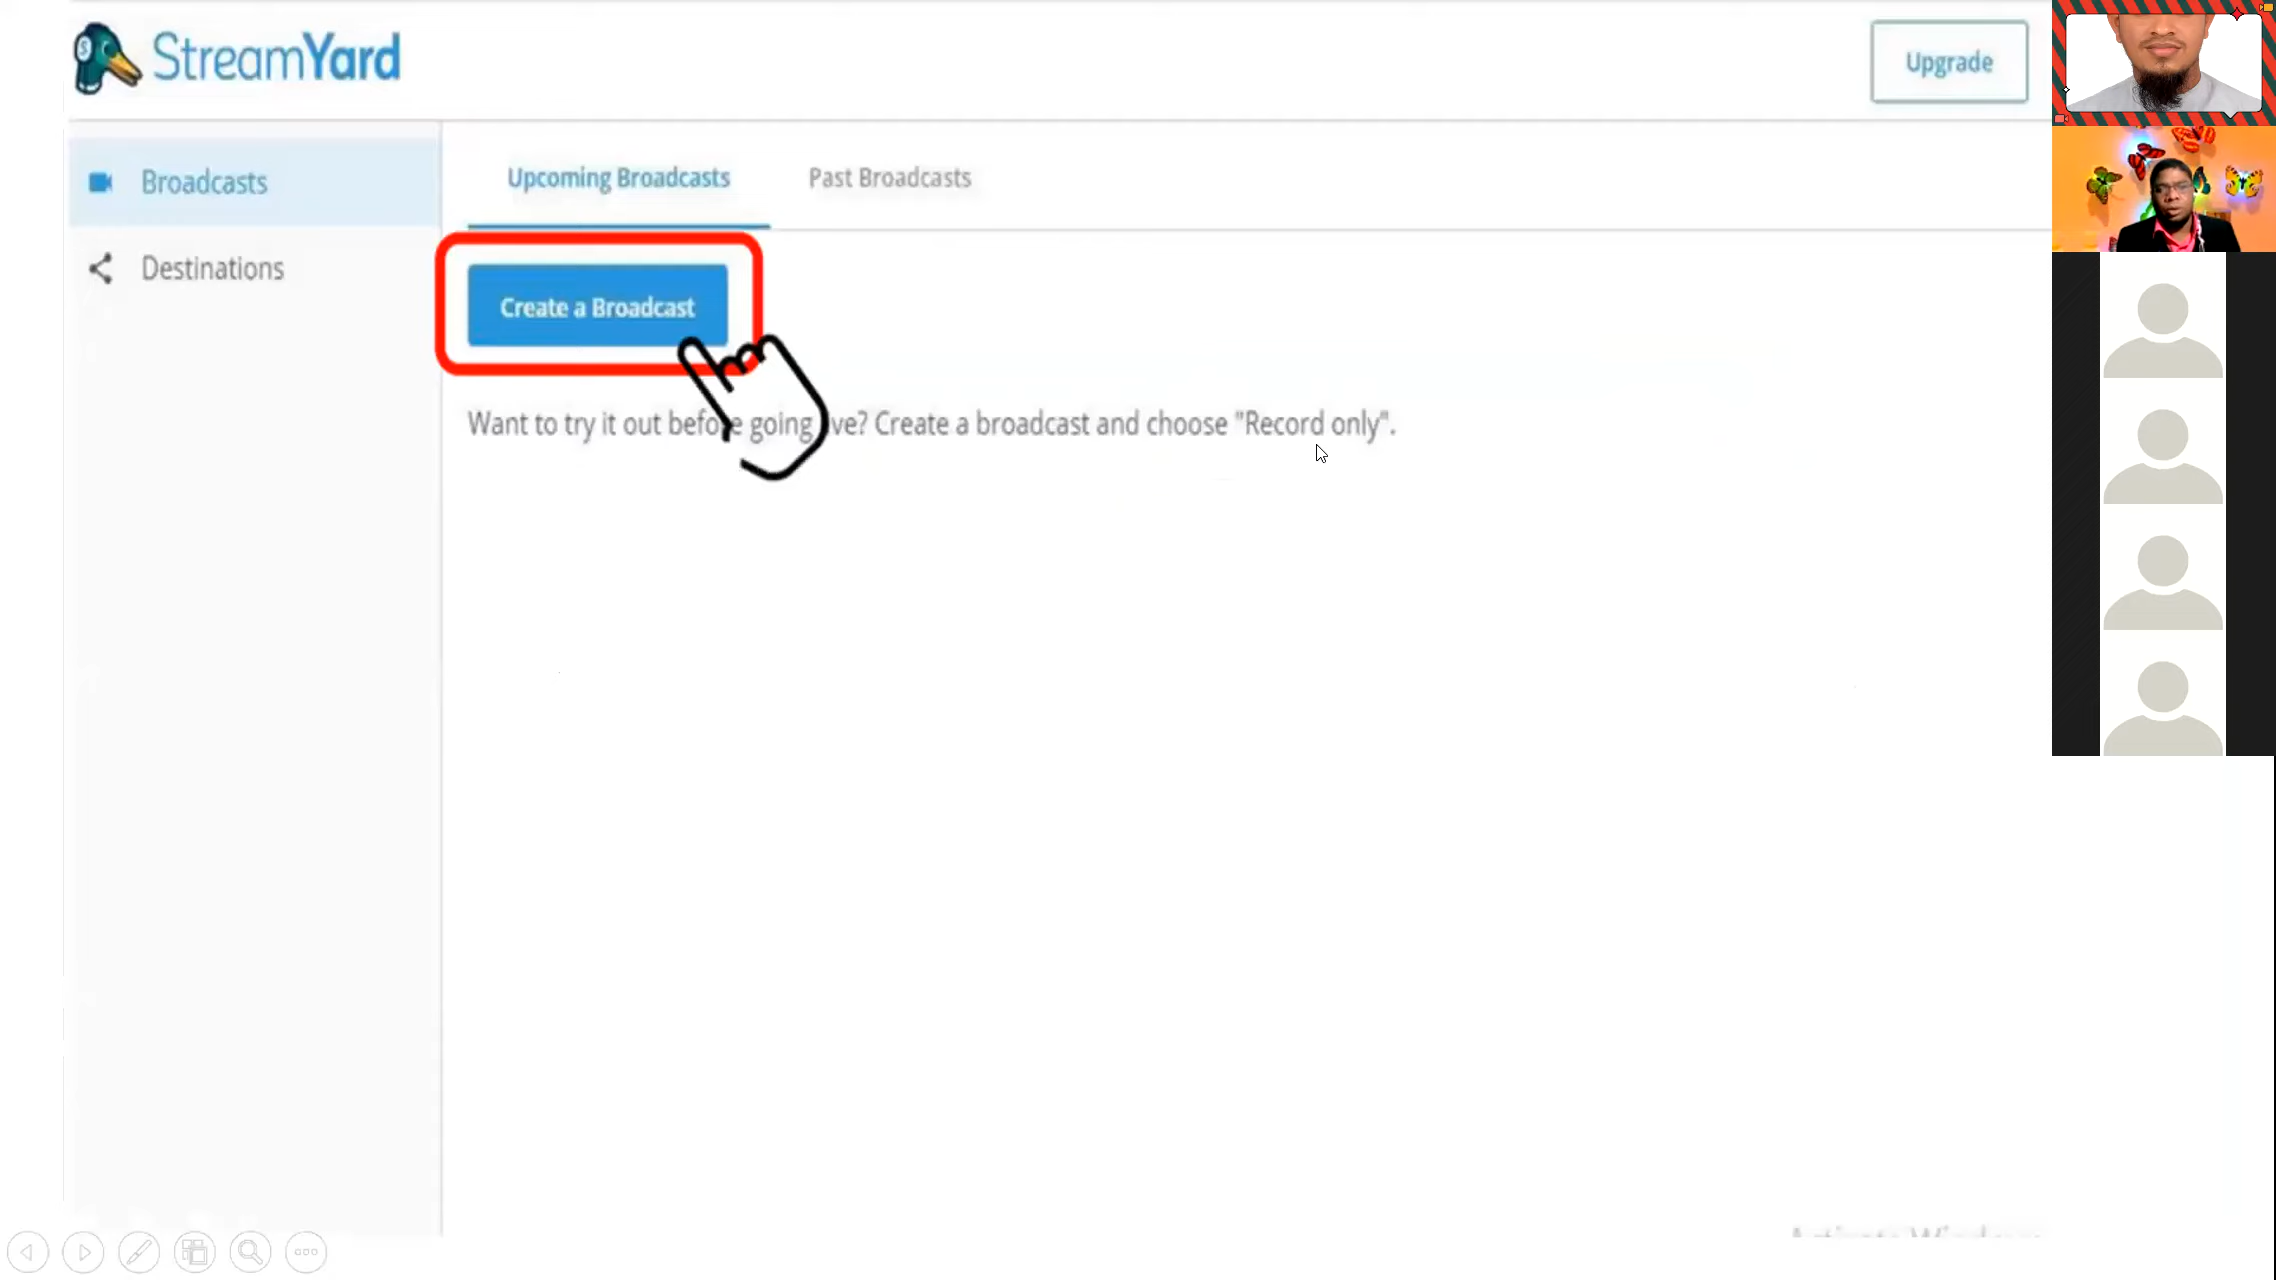 StreamYard
Upgrade
Broadcasts
Destinations
Upcoming Broadcasts
Past Broadcasts
Create a Broadcast
Want to try it out before going ve? Create a broadcast and choose "Record only".